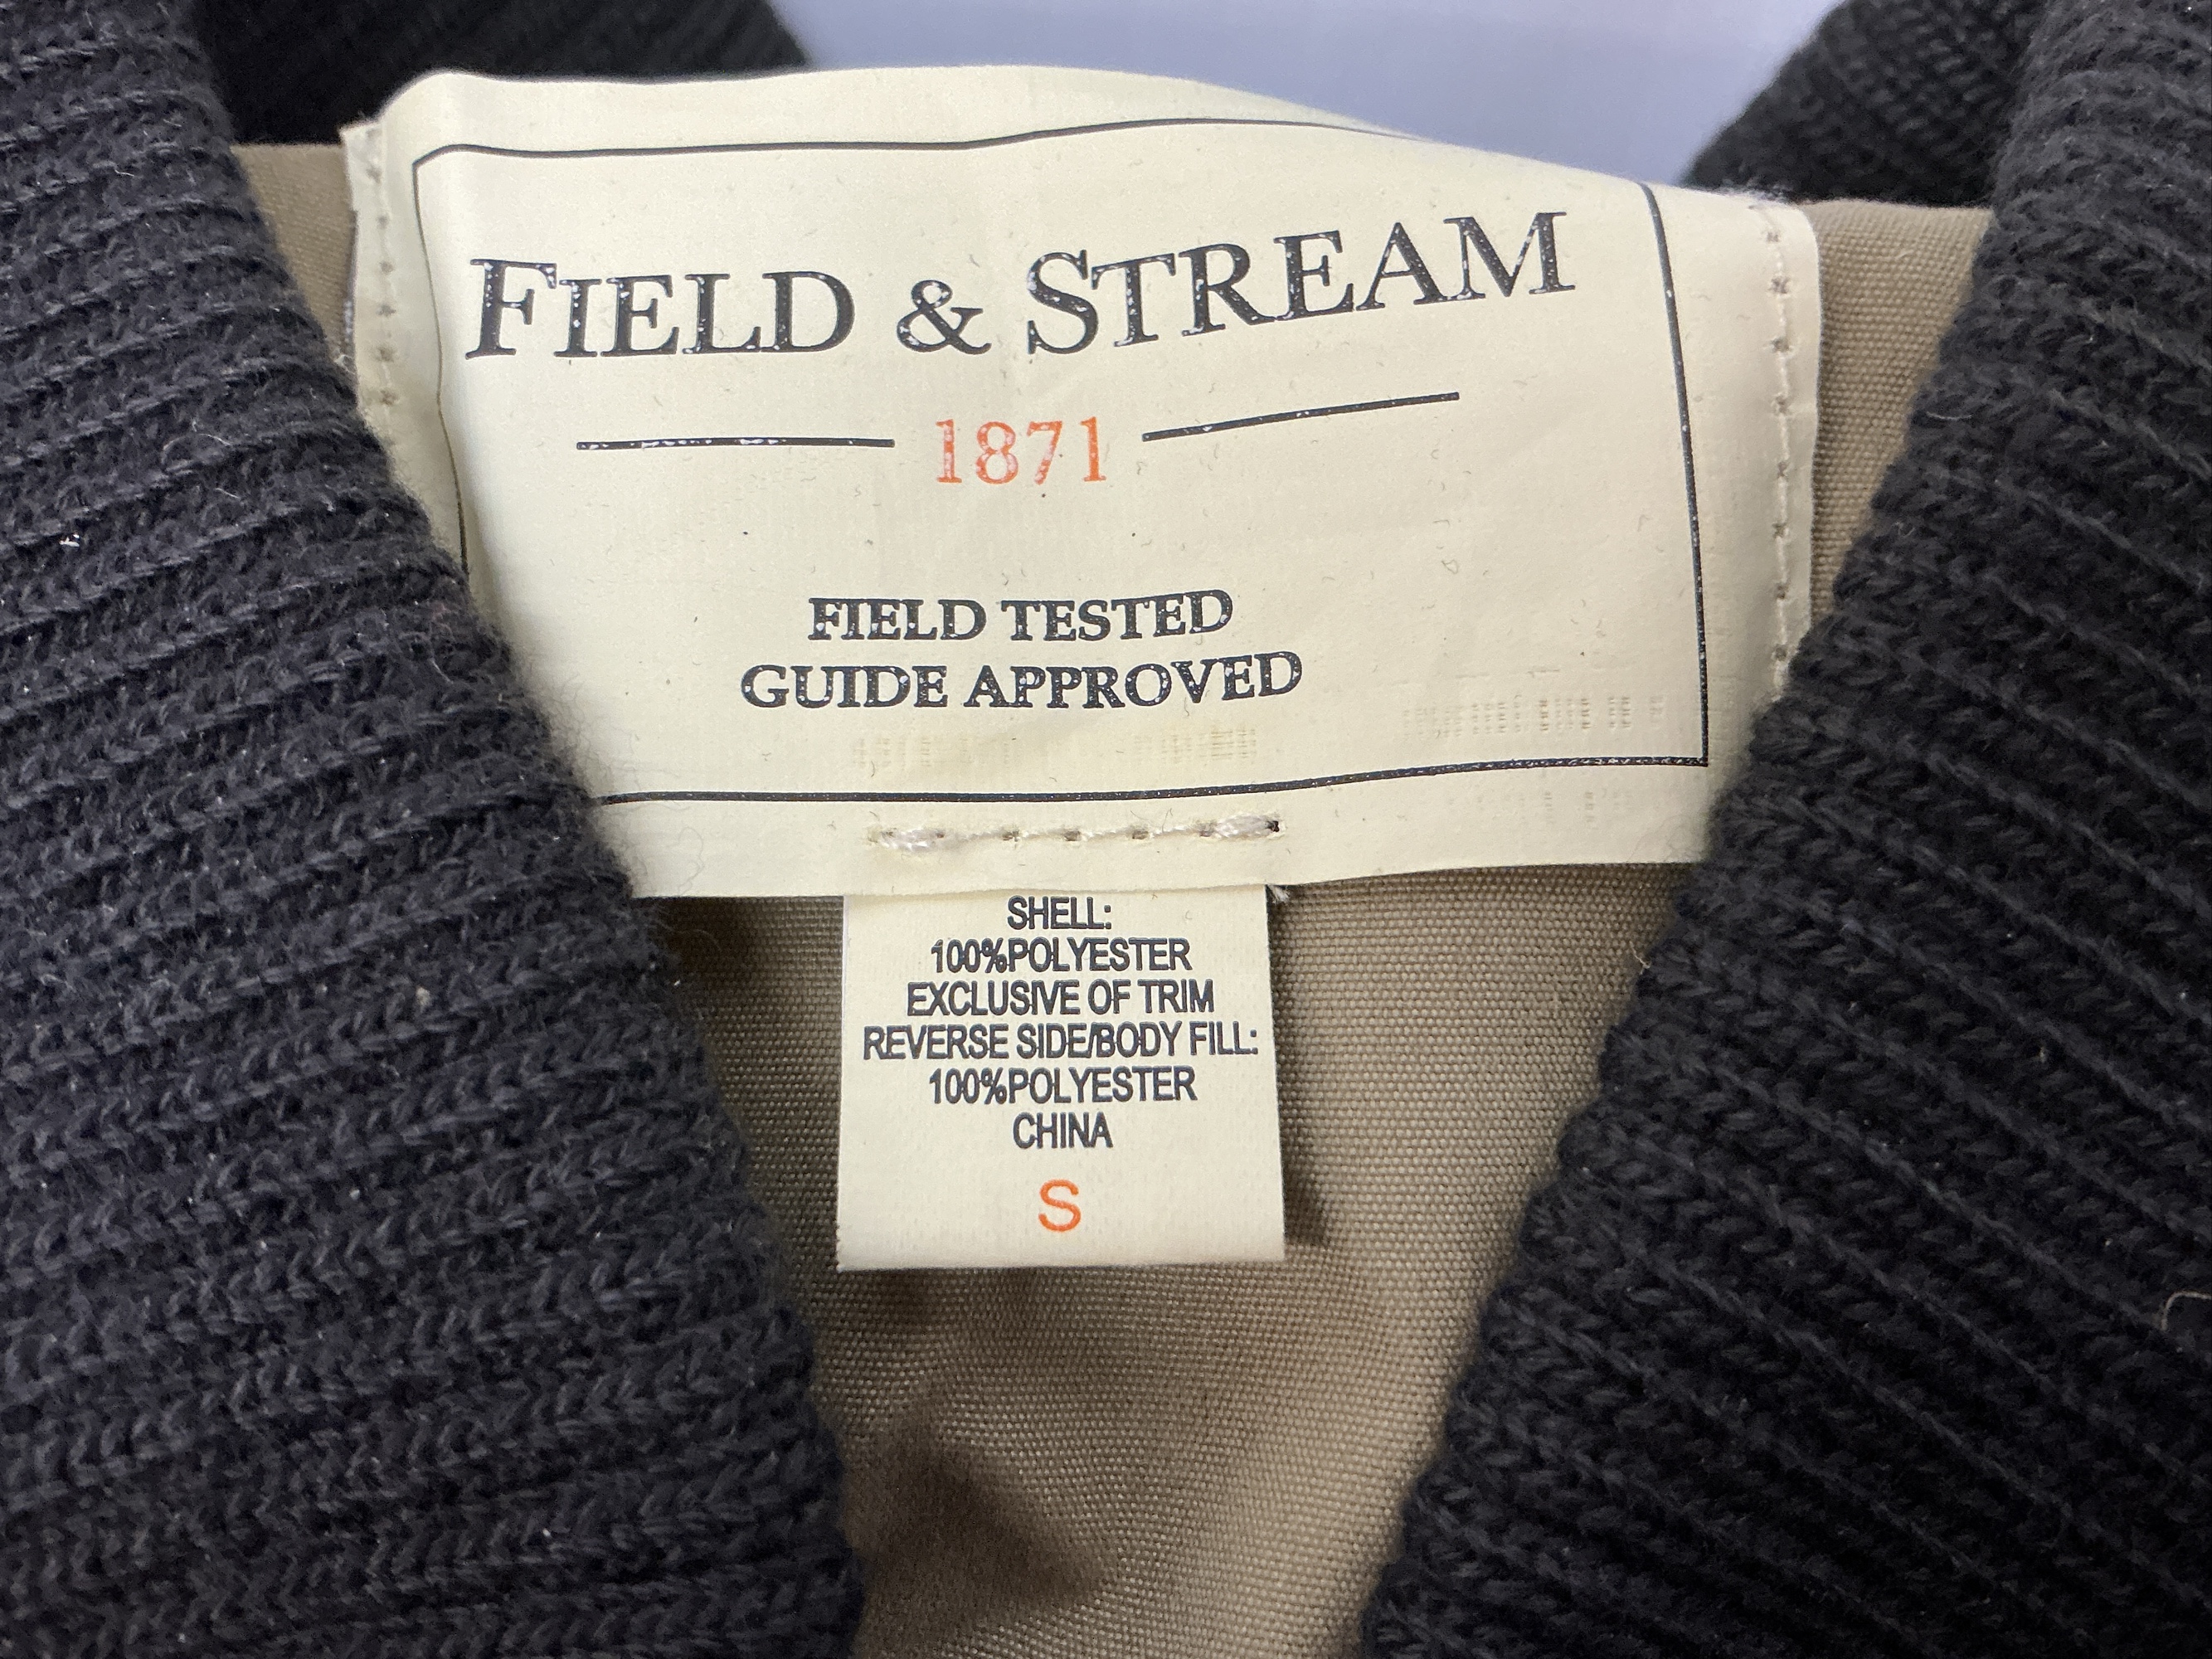 FIELD & STREAM
1871
FIELD TESTED
GUIDE APPROVED
SHELL:
100%POLYESTER
EXCLUSIVE OF TRIM
REVERSE SIDE/BODY FILL:
100%POLYESTER
CHINA
S